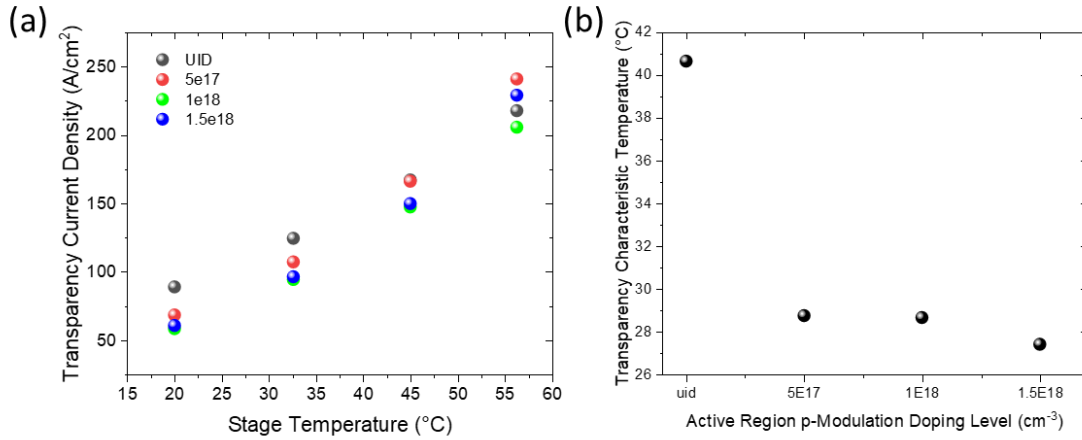 (a)
Transparency Current Density (A/cm²)
250
200
150
100
50
UID
5e17
1e18
1.5e18
15 20 25 30 35 40 45 50 55 60
Stage Temperature (°C)
(b)
Transparency Characteristic Temperature (°C)
42
40
38
36
34
32
30
28
26
uid 5E17 1E18 1.5E18
Active Region p-Modulation Doping Level (cm⁻³)